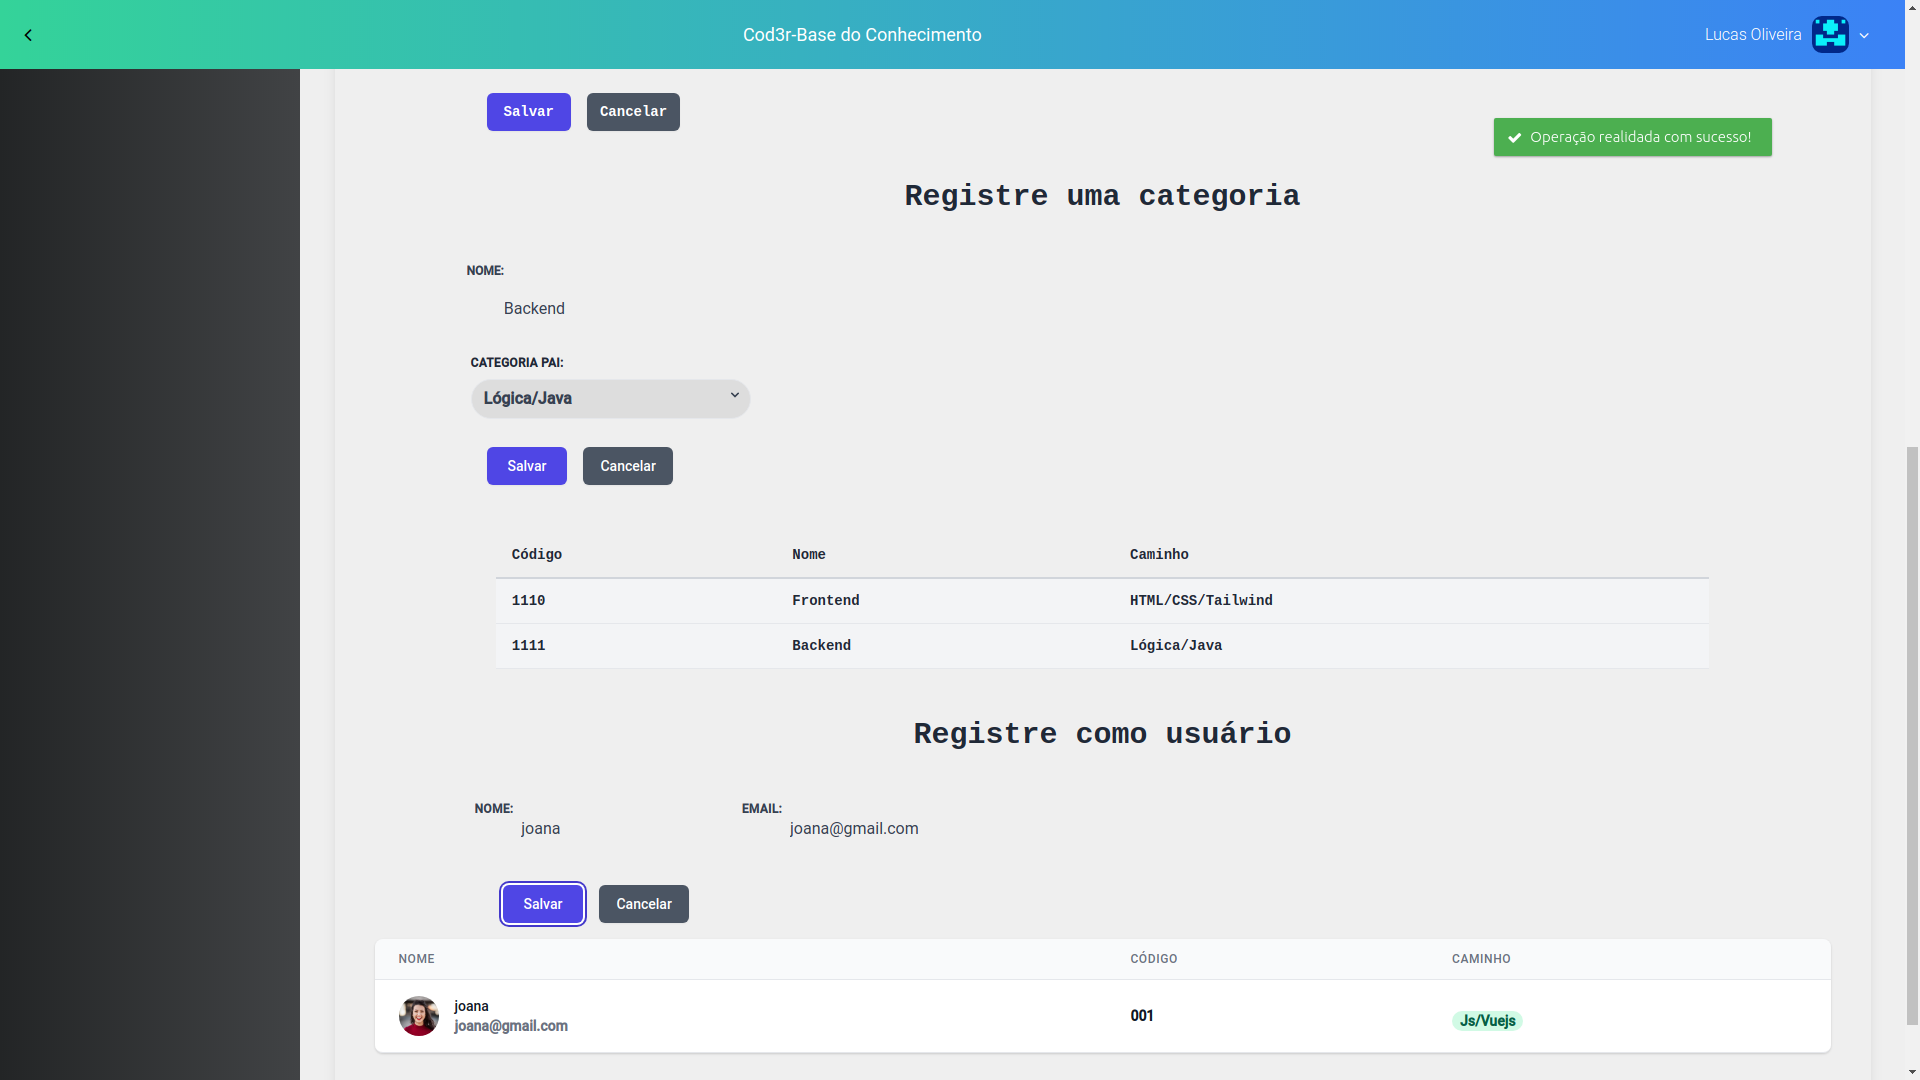 Cod3r-Base do Conhecimento
Lucas Oliveira
Salvar Cancelar
Operação realidada com sucesso!
Registre uma categoria
NOME:
Backend
CATEGORIA PAI:
Lógica/Java
Salvar Cancelar
Código Nome Caminho
1110 Frontend HTML/CSS/Tailwind
1111 Backend Lógica/Java
Registre como usuário
NOME: EMAIL:
joana joana@gmail.com
Salvar Cancelar
NOME CÓDIGO CAMINHO
joana
joana@gmail.com
001
Js/Vuejs